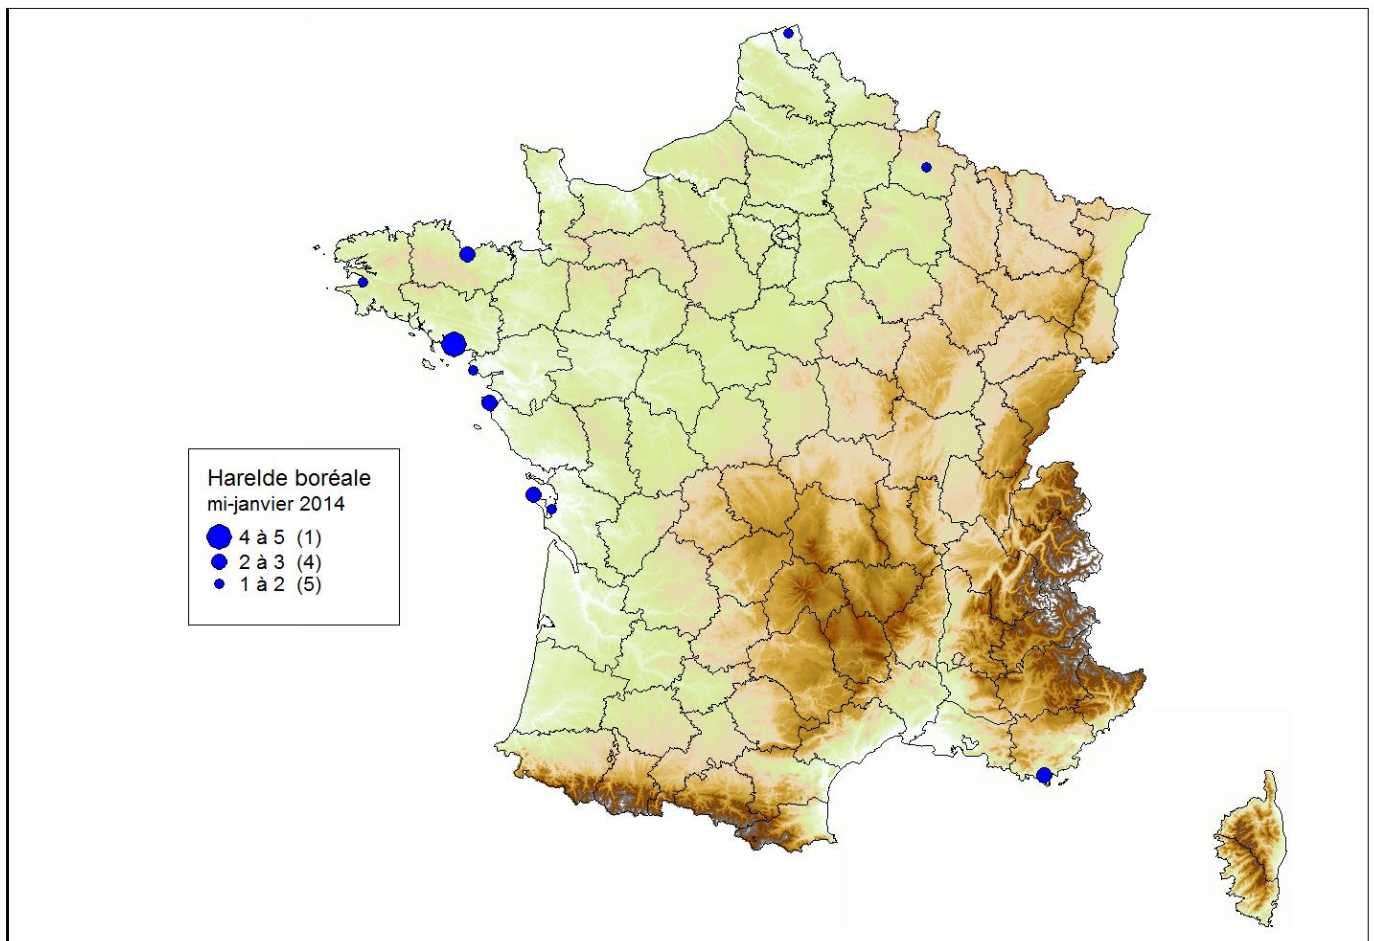 Harelde boréale
mi-janvier 2014
4 à 5 (1)
2 à 3 (4)
1 à 2 (5)